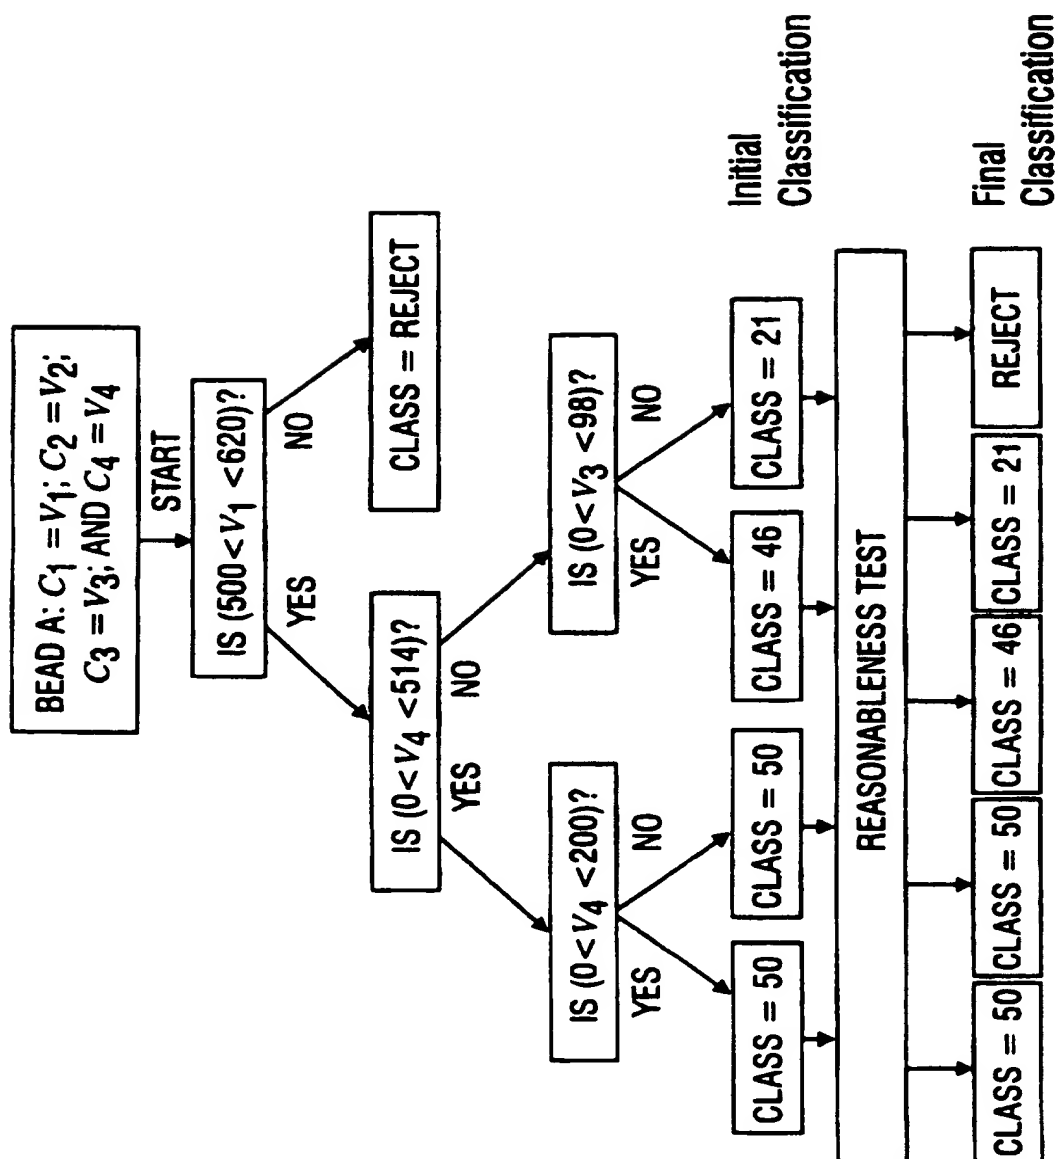 BEAD A: C1 = V1; C2 = V2;
C3 = V3; AND C4 = V4
START
IS (500 < V1 < 620)?
YES
NO
IS (0 < V4 < 514)?
CLASS = REJECT
YES
NO
IS (0 < V4 < 200)?
IS (0 < V3 < 98)?
YES
NO
YES
NO
CLASS = 50
CLASS = 50
CLASS = 46
CLASS = 21
Initial
Classification
REASONABLENESS TEST
CLASS = 50
CLASS = 50
CLASS = 46
CLASS = 21
REJECT
Final
Classification